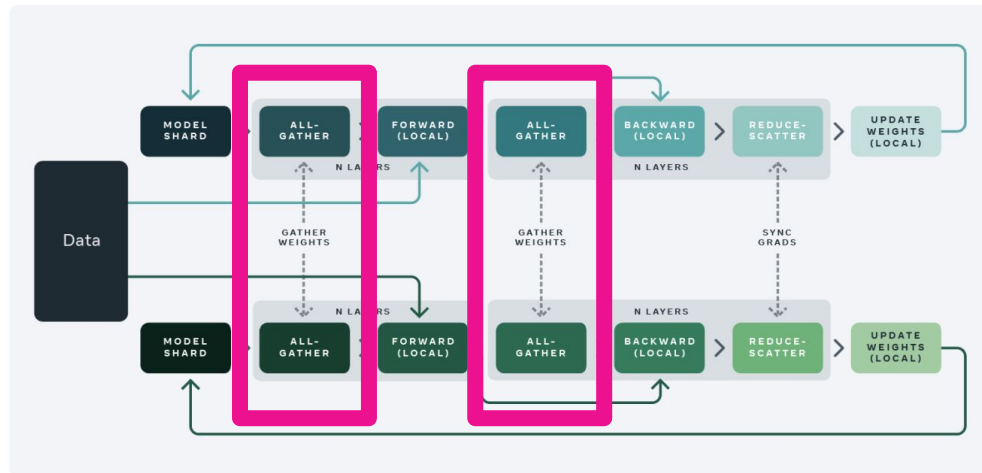 MODEL
SHARD
ALL-
GATHER
FORWARD
(LOCAL)
N LAYERS
ALL-
GATHER
BACKWARD
(LOCAL)
REDUCE-
SCATTER
N LAYERS
UPDATE
WEIGHTS
(LOCAL)
Data
GATHER
WEIGHTS
GATHER
WEIGHTS
SYNC
GRADS
N LAYERS
MODEL
SHARD
ALL-
GATHER
FORWARD
(LOCAL)
N LAYERS
ALL-
GATHER
BACKWARD
(LOCAL)
REDUCE-
SCATTER
UPDATE
WEIGHTS
(LOCAL)